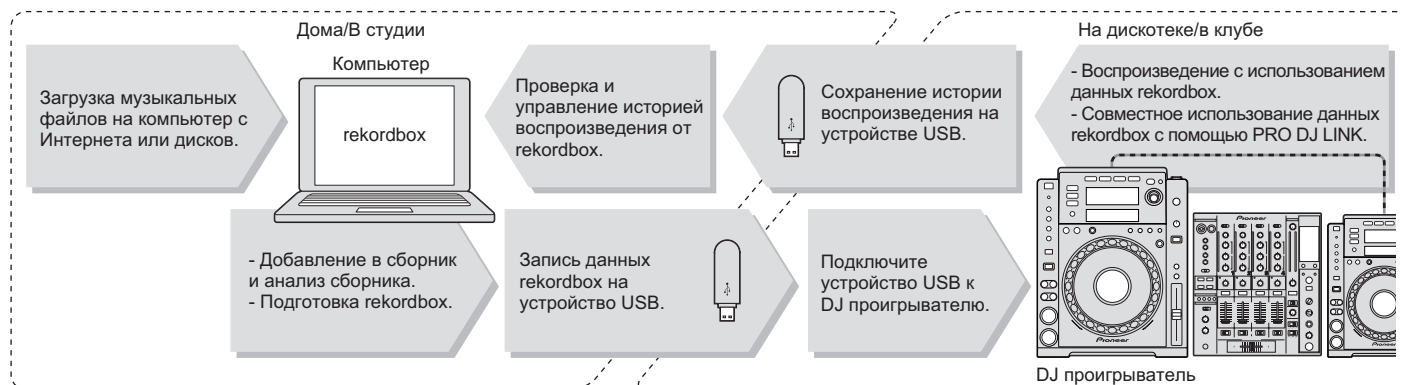 Дома/В студии
На дискотеке/в клубе
Загрузка музыкальных
файлов на компьютер с
Интернета или дисков.
Компьютер
rekordbox
Проверка и
управление историей
воспроизведения от
rekordbox.
Сохранение истории
воспроизведения на
устройстве USB.
- Воспроизведение с использованием
данных rekordbox.
- Совместное использование данных
rekordbox с помощью PRO DJ LINK.
- Добавление в сборник
и анализ сборника.
- Подготовка rekordbox.
Запись данных
rekordbox на
устройство USB.
Подключите
устройство USB к
DJ проигрывателю.
Pioneer
Pioneer
Pioneer
DJ проигрыватель